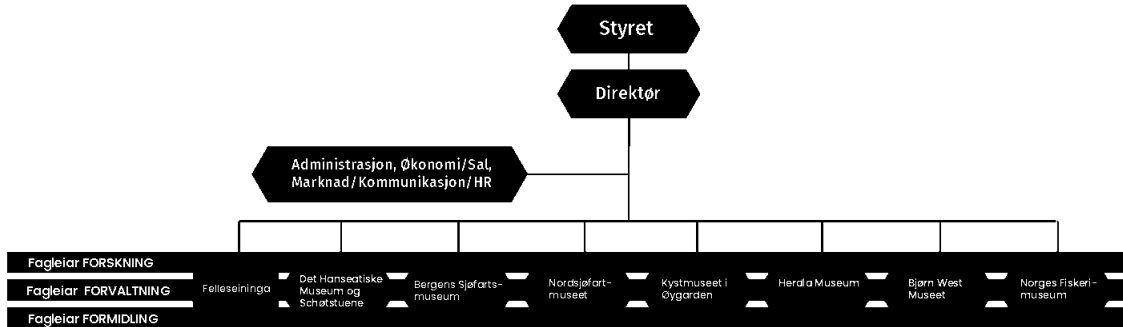 Styret
Direktør
Administrasjon, Økonomi/Sal,
Marknad/Kommunikasjon/HR
Fagleiar FORSKNING
Fagleiar FORVALTNING
Fagleiar FORMIDLING
Felleseininga
Det Hanseatiske
Museum og
Schøtstuene
Bergens Sjøfarts-
museum
Nordsjøfart-
museet
Kystmuseet i
Øygarden
Herdla Museum
Bjørn West
Museet
Norges Fiskeri-
museum